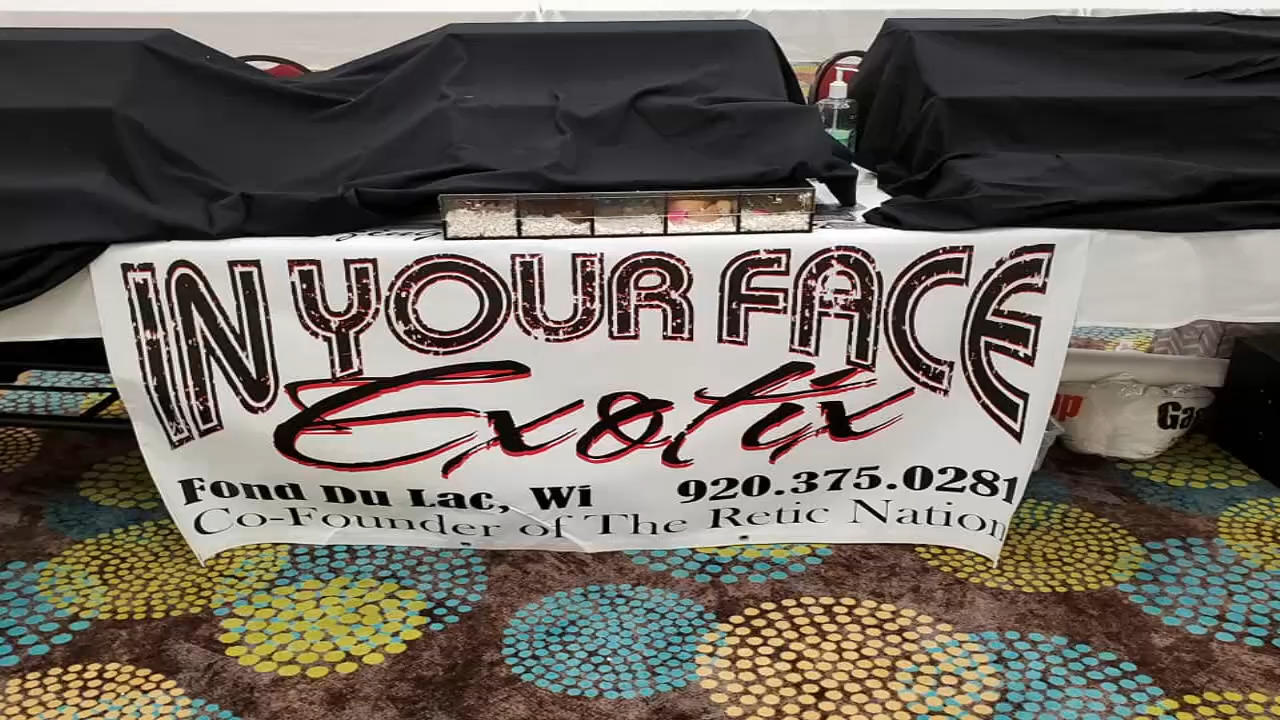 IN YOUR FACE
Exotix
Fond Du Lac, Wi 920.375.0281
Co-Founder of The Retic Nation